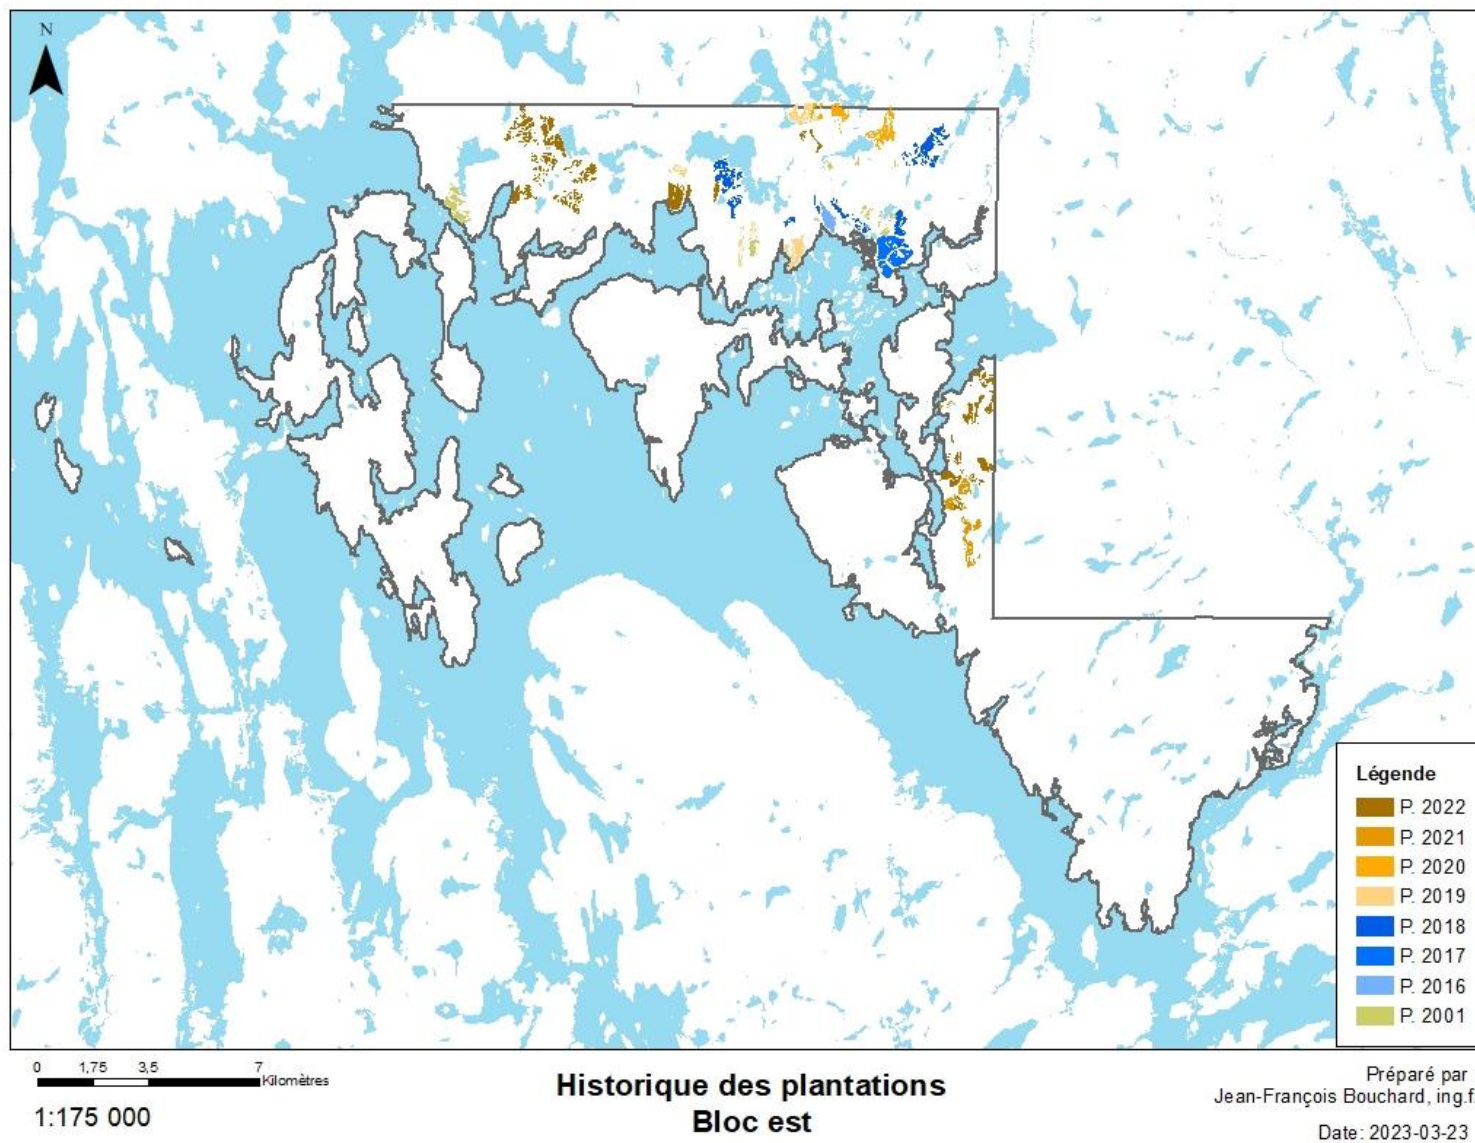 N
Légende
P. 2022
P. 2021
P. 2020
P. 2019
P. 2018
P. 2017
P. 2016
P. 2001
0 1,75 3,5 7
Kilomètres
1:175 000
Historique des plantations
Bloc est
Préparé par
Jean-François Bouchard, ing.f.
Date: 2023-03-23